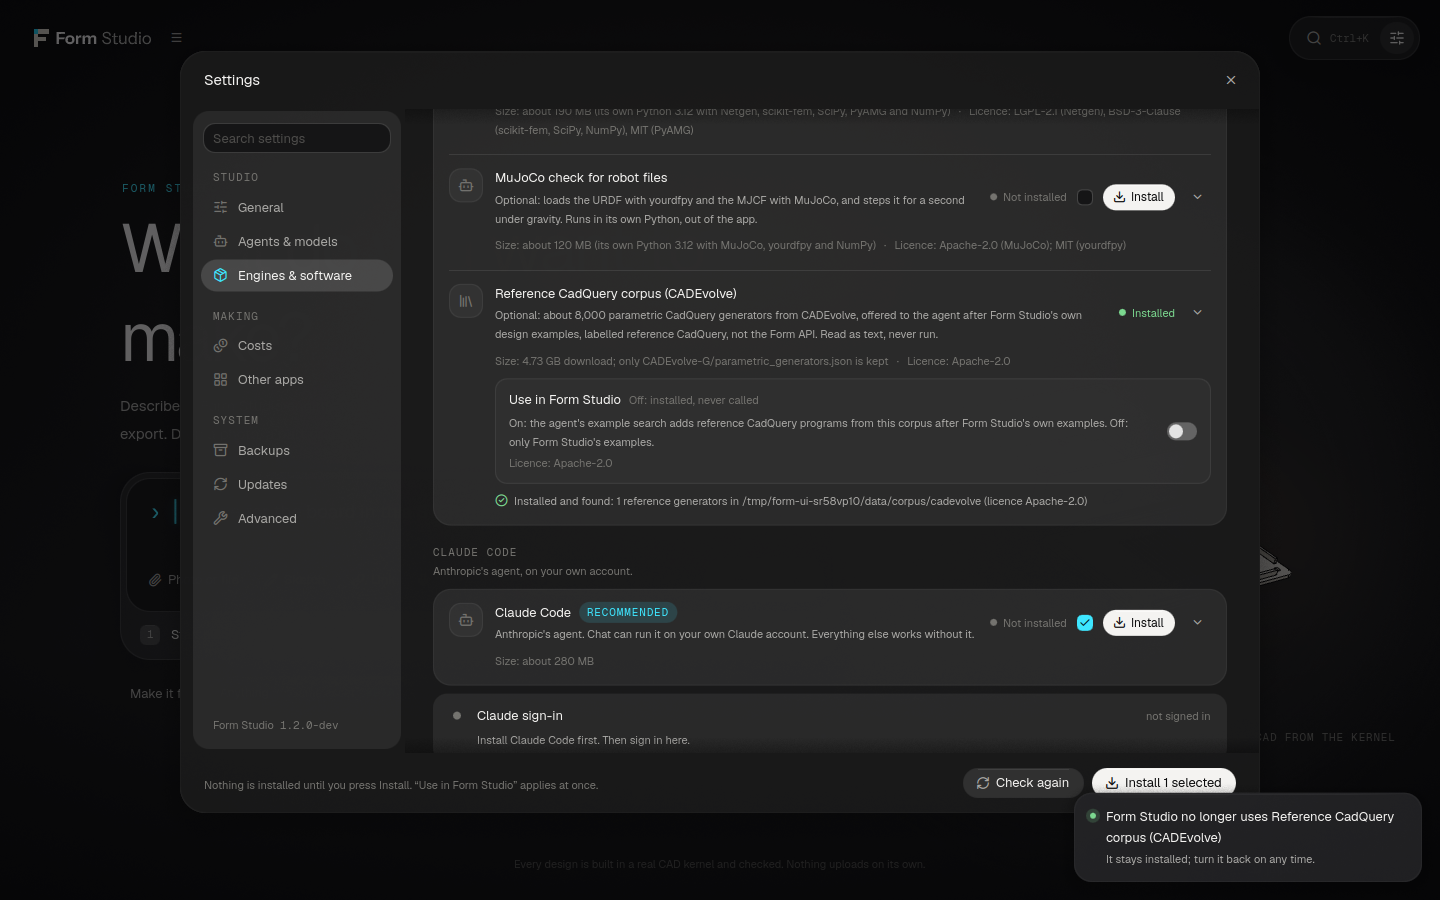 Form Studio
Ctrl+K
Settings
Search settings
STUDIO
General
Agents & models
Engines & software
MAKING
Costs
Other apps
SYSTEM
Backups
Updates
Advanced
Form Studio 1.2.0-dev
Size: about 190 MB (its own Python 3.12 with Netgen, scikit-fem, SciPy, PyAMG and NumPy) · Licence: LGPL-2.1 (Netgen), BSD-3-Clause
(scikit-fem, SciPy, NumPy), MIT (PyAMG)
MuJoCo check for robot files
Optional: loads the URDF with yourdfpy and the MJCF with MuJoCo, and steps it for a second
under gravity. Runs in its own Python, out of the app.
Not installed
Install
Size: about 120 MB (its own Python 3.12 with MuJoCo, yourdfpy and NumPy) · Licence: Apache-2.0 (MuJoCo); MIT (yourdfpy)
Reference CadQuery corpus (CADEvolve)
Optional: about 8,000 parametric CadQuery generators from CADEvolve, offered to the agent after Form Studio's own
design examples, labelled reference CadQuery, not the Form API. Read as text, never run.
Installed
Size: 4.73 GB download; only CADEvolve-G/parametric_generators.json is kept · Licence: Apache-2.0
Use in Form Studio Off: installed, never called
On: the agent's example search adds reference CadQuery programs from this corpus after Form Studio's own examples. Off:
only Form Studio's examples.
Licence: Apache-2.0
Installed and found: 1 reference generators in /tmp/form-ui-sr58vp10/data/corpus/cadevolve (licence Apache-2.0)
CLAUDE CODE
Anthropic's agent, on your own account.
Claude Code RECOMMENDED
Anthropic's agent. Chat can run it on your own Claude account. Everything else works without it.
Not installed
Install
Size: about 280 MB
Claude sign-in
not signed in
Install Claude Code first. Then sign in here.
Nothing is installed until you press Install. “Use in Form Studio” applies at once.
Check again
Install 1 selected
FORM ST
W
ma
Describe
export. D
Ph
1 S
Make it f
CAD FROM THE KERNEL
Every design is built in a real CAD kernel and checked. Nothing uploads on its own.
Form Studio no longer uses Reference CadQuery
corpus (CADEvolve)
It stays installed; turn it back on any time.